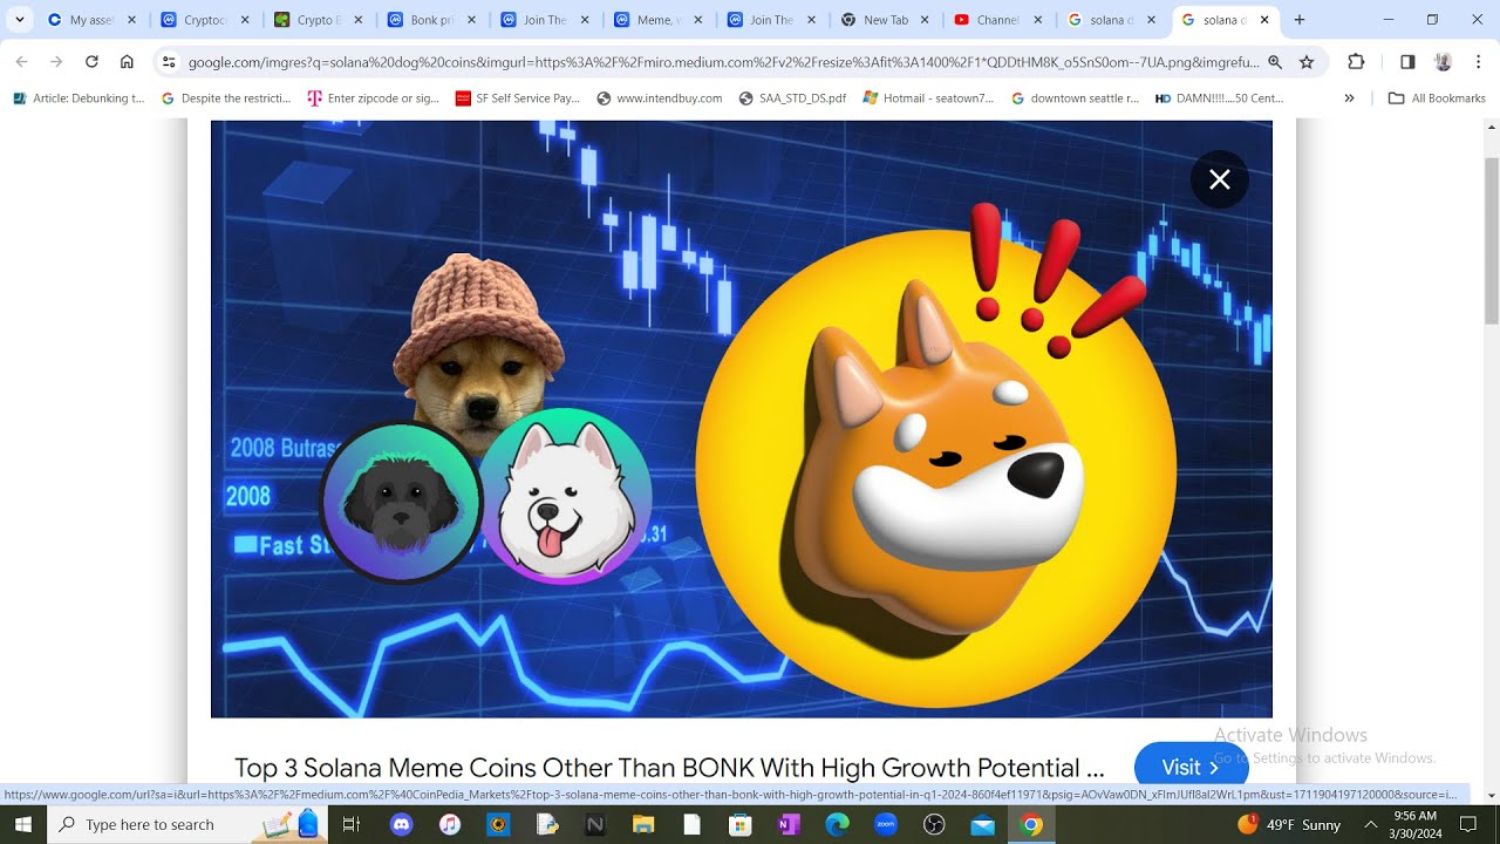 My asset
Cryptoc
Crypto E
Bonk pri
Join The
Meme, v
Join The
New Tab
Channel
solana d
solana d
google.com/imgres?q=solana%20dog%20coins&imgurl=https%3A%2F%2Fmiro.medium.com%2Fv2%2Fresize%3Afit%3A1400%2F1*QDDtHM8K_o5SnS0om--7UA.png&imgrefu...
Article: Debunking t...
Despite the restricti...
Enter zipcode or sig...
SF Self Service Pay...
www.intendbuy.com
SAA_STD_DS.pdf
Hotmail - seatown7...
downtown seattle r...
HD DAMN!!!!....50 Cent...
»
All Bookmarks
2008 Butras
2008
Fast St
.31
Top 3 Solana Meme Coins Other Than BONK With High Growth Potential ...
Visit >
Activate Windows
Go to Settings to activate Windows.
https://www.google.com/url?sa=i&url=https%3A%2F%2Fmedium.com%2F%40CoinPedia_Markets%2Ftop-3-solana-meme-coins-other-than-bonk-with-high-growth-potential-in-q1-2024-860f4ef11971&psig=AOvVaw0DN_xFImJUfl8al2WrL1pm&ust=1711904197120000&source=i...
Type here to search
zoom
49°F Sunny
9:56 AM
3/30/2024